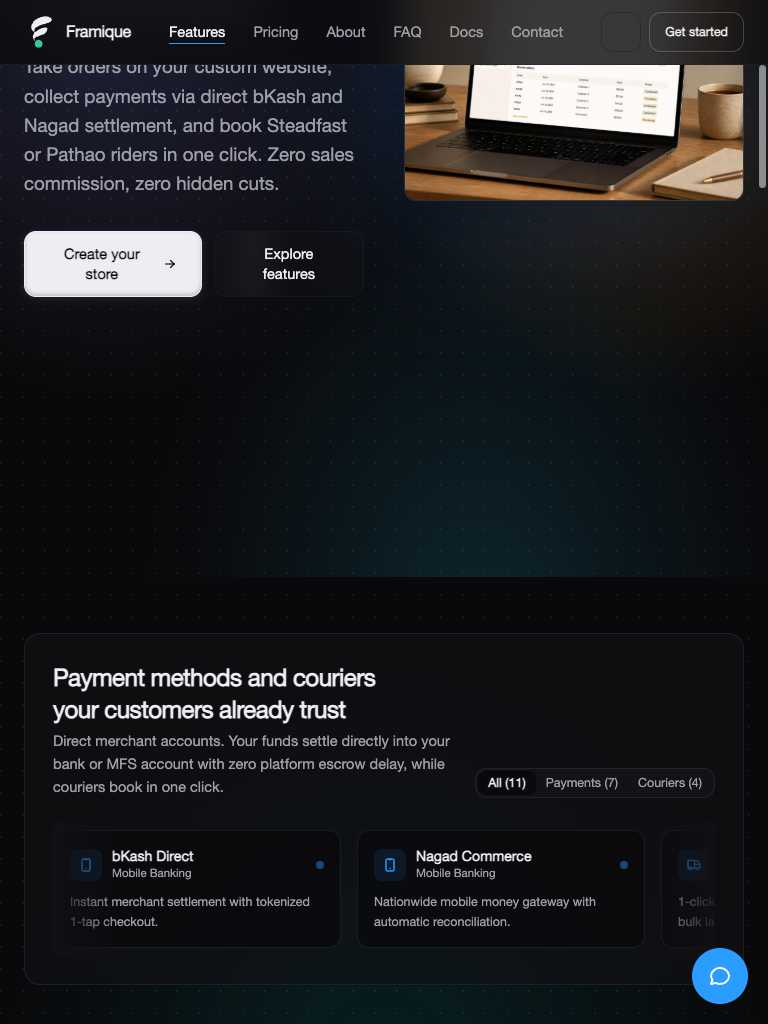 Framique
Features
Pricing
About
FAQ
Docs
Contact
Get started
Take orders on your custom website,
collect payments via direct bKash and
Nagad settlement, and book Steadfast
or Pathao riders in one click. Zero sales
commission, zero hidden cuts.
Create your
store
Explore
features
Payment methods and couriers
your customers already trust
Direct merchant accounts. Your funds settle directly into your
bank or MFS account with zero platform escrow delay, while
couriers book in one click.
All (11)
Payments (7)
Couriers (4)
bKash Direct
Mobile Banking
Instant merchant settlement with tokenized
1-tap checkout.
Nagad Commerce
Mobile Banking
Nationwide mobile money gateway with
automatic reconciliation.
1-click
bulk